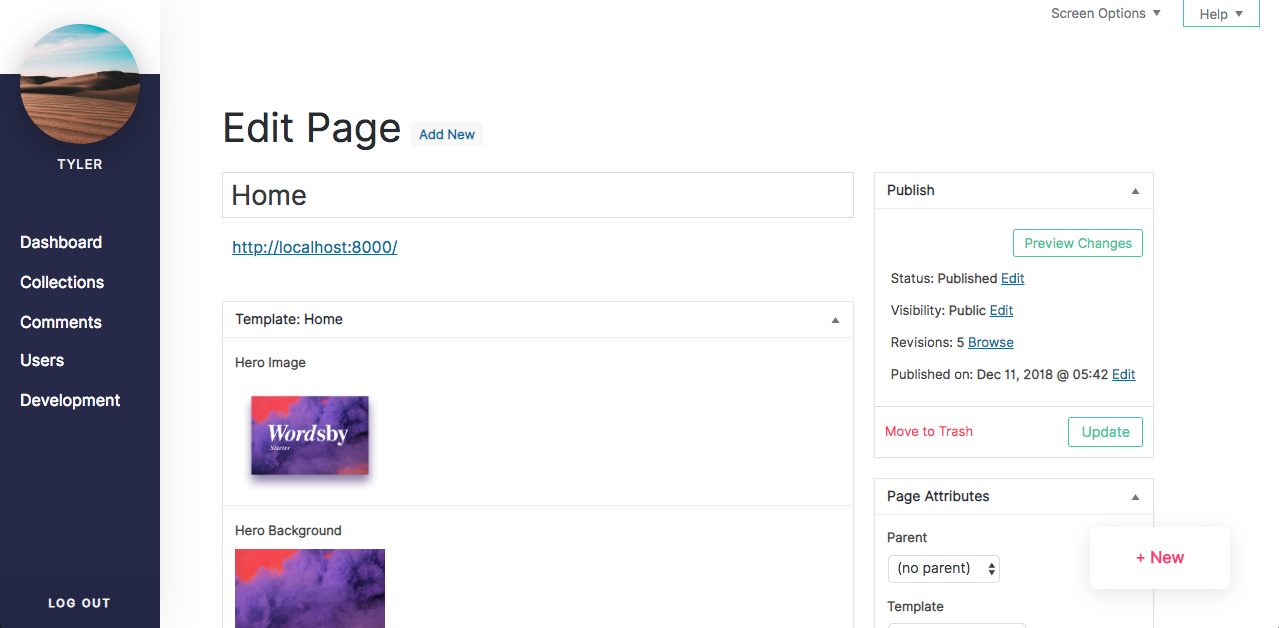 Screen Options ▼
Help ▼
TYLER
Dashboard
Collections
Comments
Users
Development
LOG OUT
Edit Page Add New
Home
http://localhost:8000/
Template: Home
Hero Image
Wordsby
Starter
Hero Background
Publish
Preview Changes
Status: Published Edit
Visibility: Public Edit
Revisions: 5 Browse
Published on: Dec 11, 2018 @ 05:42 Edit
Move to Trash
Update
Page Attributes
Parent
(no parent)
Template
+ New